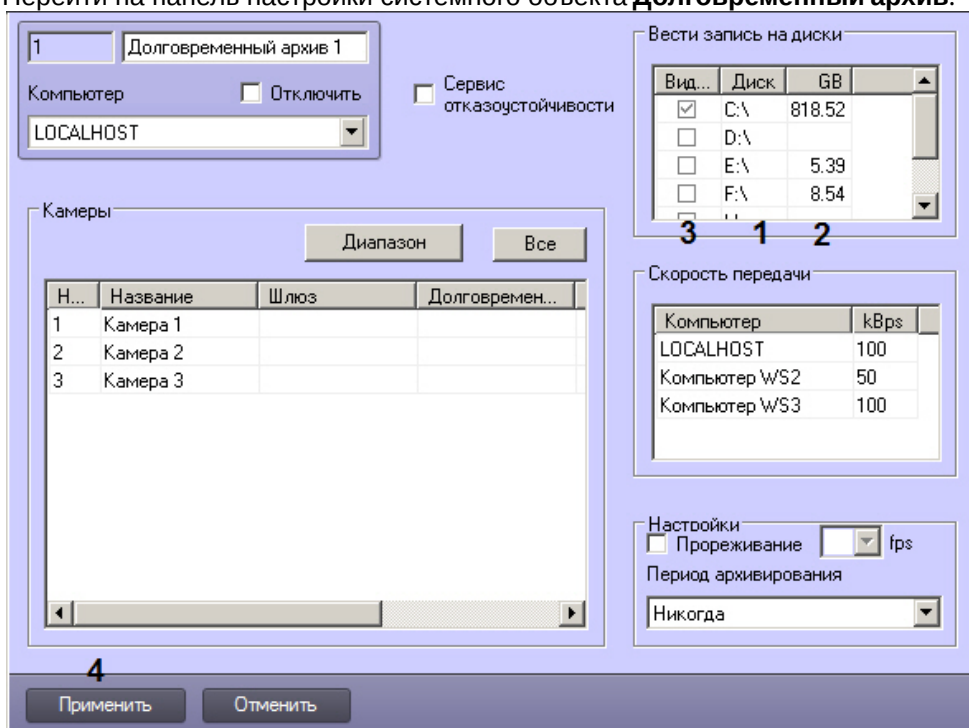 Перейти на панель настройки системного объекта Долговременный архив.
1 Долговременный архив 1
Компьютер Отключить
LOCALHOST
Сервис
отказоустойчивости
Вести запись на диски
Вид... Диск GB
C:\ 818.52
D:\
E:\ 5.39
F:\ 8.54
3 1 2
Камеры
Диапазон Все
Н... Название Шлюз Долговремен...
1 Камера 1
2 Камера 2
3 Камера 3
Скорость передачи
Компьютер kBps
LOCALHOST 100
Компьютер WS2 50
Компьютер WS3 100
Настройки
Прореживание fps
Период архивирования
Никогда
4
Применить Отменить